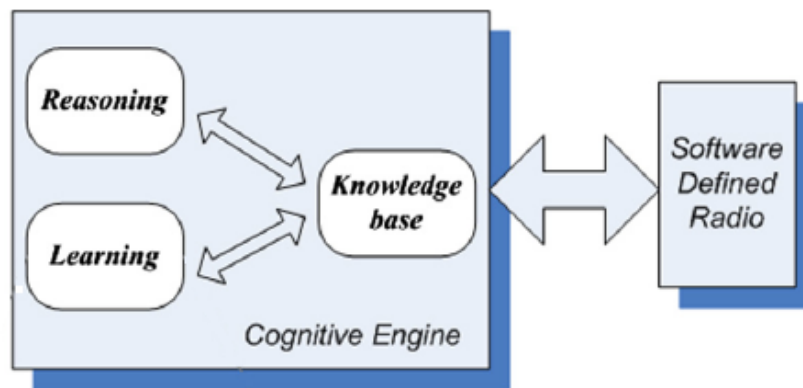 Reasoning
Learning
Knowledge
base
Cognitive Engine
Software
Defined
Radio